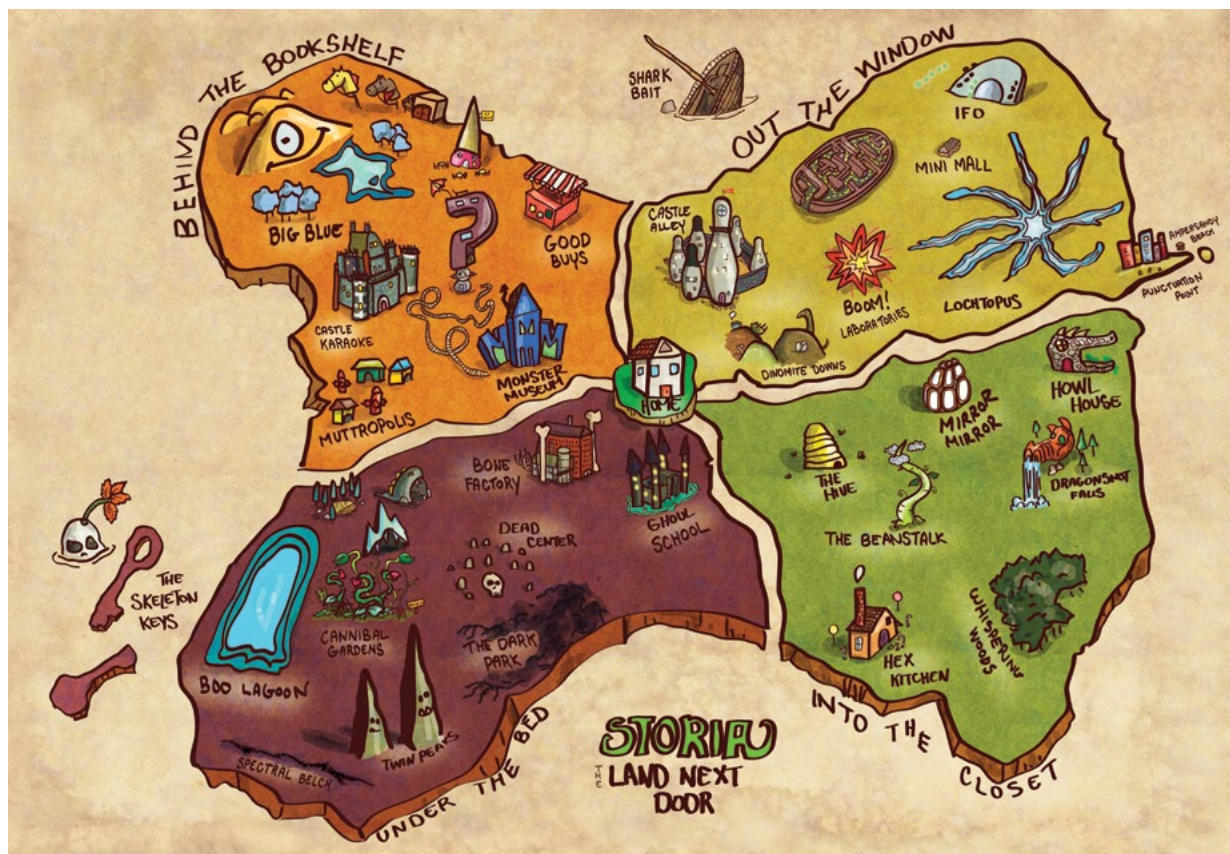 BEHIND THE BOOKSHELF
OUT THE WINDOW
SHARK
BAIT
IFO
MINI MALL
BIG BLUE
GOOD
BUYS
CASTLE
ALLEY
BOOM!
LABORATORIES
LOCHTOPUS
AMPERSANDY
BEACH
PUNCTUATION
POINT
CASTLE
KARAOKE
MONSTER
MUSEUM
DINOMITE DOWNS
HOME
MUTTROPOLIS
MIRROR
MIRROR
HOWL
HOUSE
THE
HIVE
DRAGONSNOT
FALLS
THE BEANSTALK
BONE
FACTORY
GHOUL
SCHOOL
DEAD
CENTER
THE
SKELETON
KEYS
CANNIBAL
GARDENS
THE DARK
PARK
BOO LAGOON
WHISPERING
WOODS
HEX
KITCHEN
TWIN PEAKS
SPECTRAL BELCH
UNDER THE BED
INTO THE CLOSET
STORIA
THE
LAND NEXT
DOOR